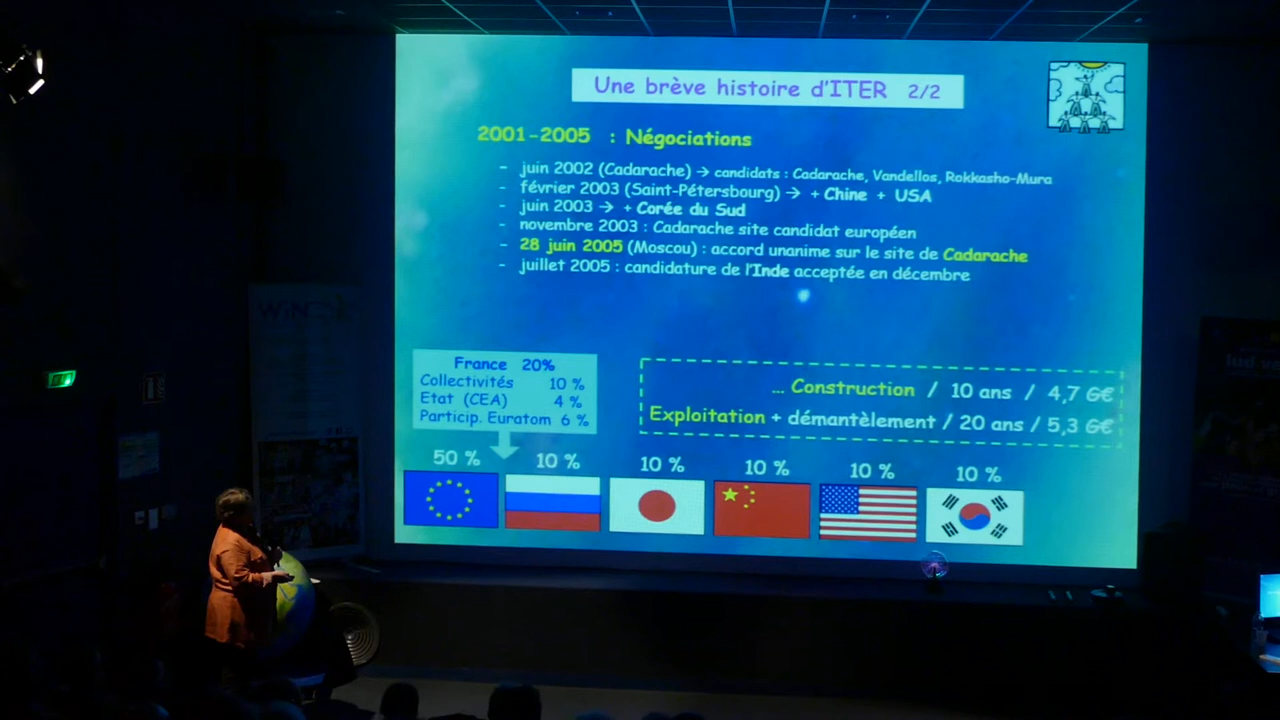 Une brève histoire d'ITER 2/2
2001-2005 : Négociations
- juin 2002 (Cadarache) → candidats : Cadarache, Vandellos, Rokkasho-Mura
- février 2003 (Saint-Pétersbourg) → + Chine + USA
- juin 2003 → + Corée du Sud
- novembre 2003 : Cadarache site candidat européen
- 28 juin 2005 (Moscou) : accord unanime sur le site de Cadarache
- juillet 2005 : candidature de l'Inde acceptée en décembre
France 20%
Collectivités 10 %
Etat (CEA) 4 %
Particip. Euratom 6 %
... Construction / 10 ans / 4,7 G€
Exploitation + démantèlement / 20 ans / 5,3 G€
50 % 10 % 10 % 10 % 10 % 10 %
WiN